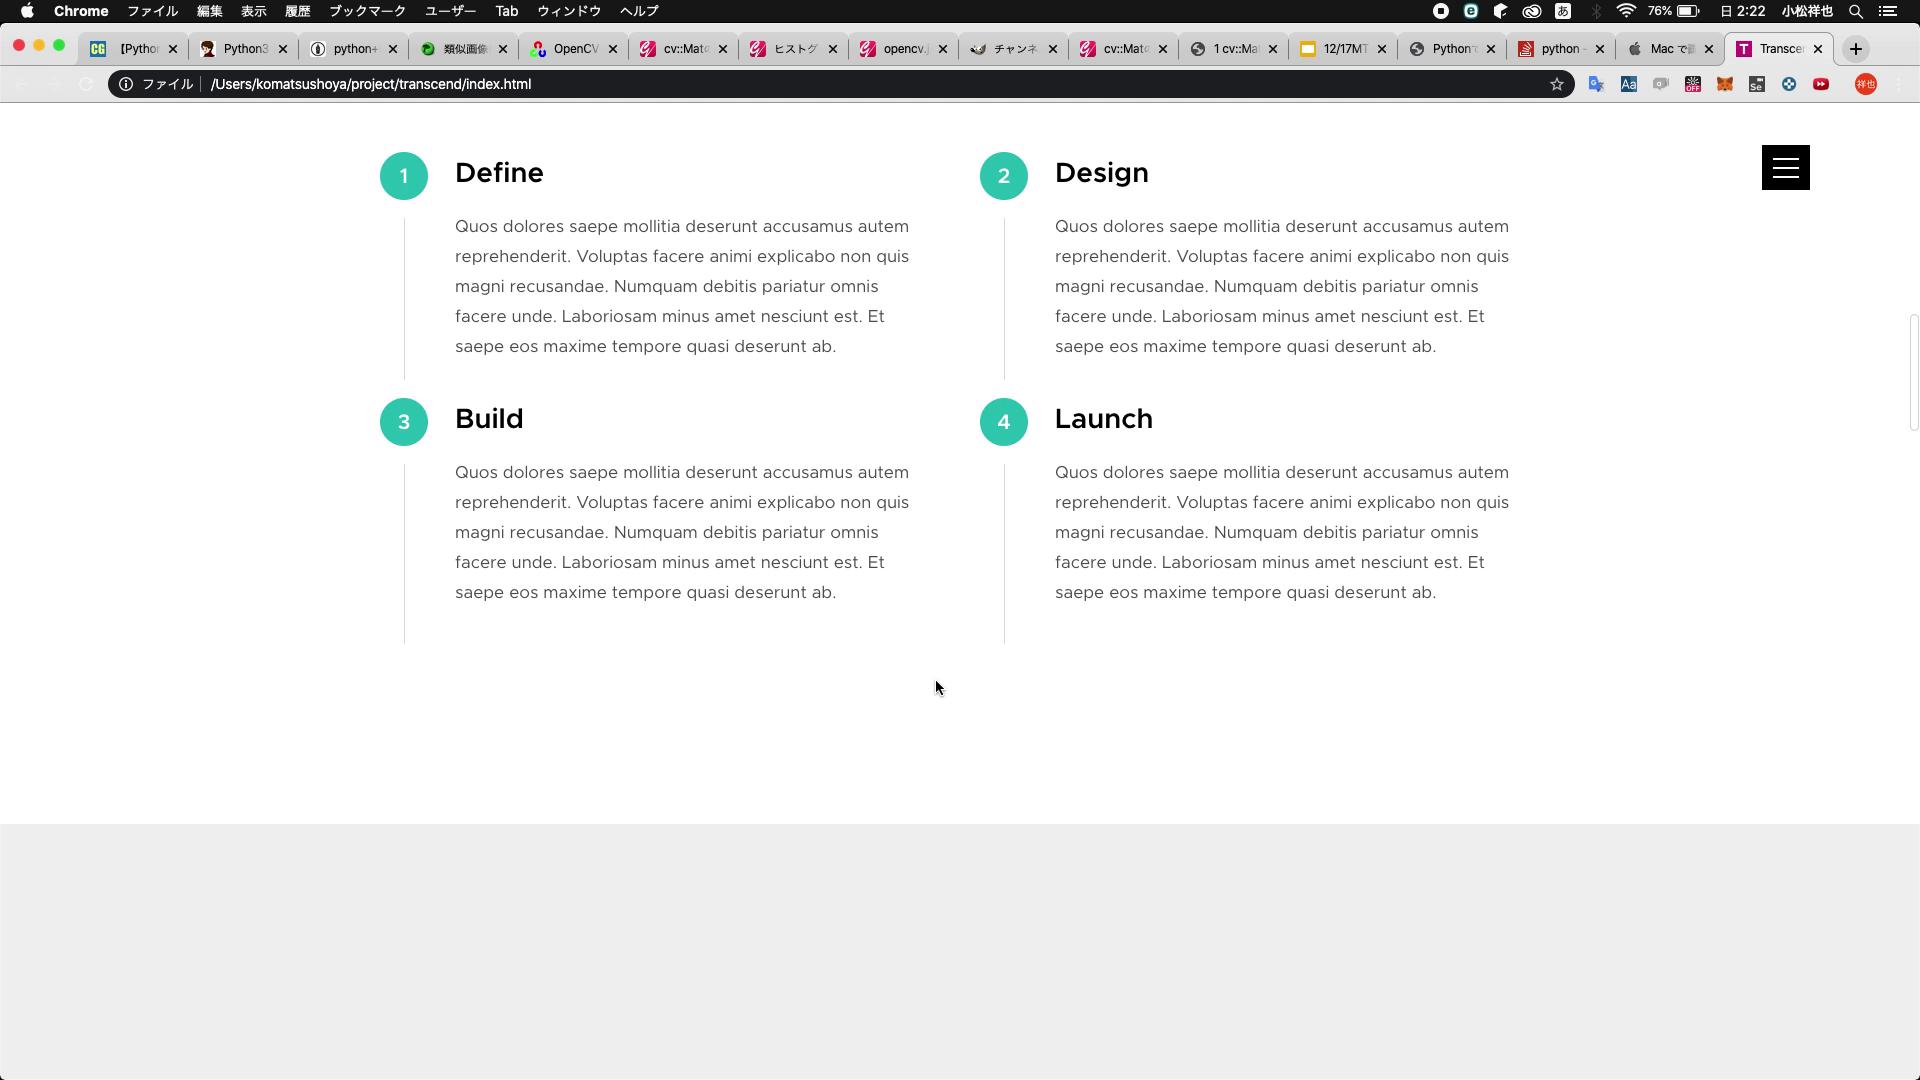 Chrome ファイル 編集 表示 履歴 ブックマーク ユーザー Tab ウィンドウ ヘルプ あ 76% 日 2:22 小松祥也
CG 【Pythor Python3 python+ 類似画像 OpenCV cv::Mat ヒストグ opencv. チャンネ cv::Mat 1 cv::Ma 12/17MT Python python - Mac で Transce
ファイル /Users/komatsushoya/project/transcend/index.html Aa OFF Se 祥也
1 Define
Quos dolores saepe mollitia deserunt accusamus autem
reprehenderit. Voluptas facere animi explicabo non quis
magni recusandae. Numquam debitis pariatur omnis
facere unde. Laboriosam minus amet nesciunt est. Et
saepe eos maxime tempore quasi deserunt ab.
2 Design
Quos dolores saepe mollitia deserunt accusamus autem
reprehenderit. Voluptas facere animi explicabo non quis
magni recusandae. Numquam debitis pariatur omnis
facere unde. Laboriosam minus amet nesciunt est. Et
saepe eos maxime tempore quasi deserunt ab.
3 Build
Quos dolores saepe mollitia deserunt accusamus autem
reprehenderit. Voluptas facere animi explicabo non quis
magni recusandae. Numquam debitis pariatur omnis
facere unde. Laboriosam minus amet nesciunt est. Et
saepe eos maxime tempore quasi deserunt ab.
4 Launch
Quos dolores saepe mollitia deserunt accusamus autem
reprehenderit. Voluptas facere animi explicabo non quis
magni recusandae. Numquam debitis pariatur omnis
facere unde. Laboriosam minus amet nesciunt est. Et
saepe eos maxime tempore quasi deserunt ab.